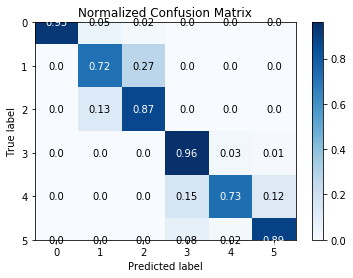 Normalized Confusion Matrix
0 0.93 0.05 0.02 0.0 0.0 0.0
1 0.0 0.72 0.27 0.0 0.0 0.0
2 0.0 0.13 0.87 0.0 0.0 0.0
3 0.0 0.0 0.0 0.96 0.03 0.01
4 0.0 0.0 0.0 0.15 0.73 0.12
5 0.0 0.0 0.0 0.08 0.02 0.89
0 1 2 3 4 5
Predicted label
True label
0.8
0.6
0.4
0.2
0.0